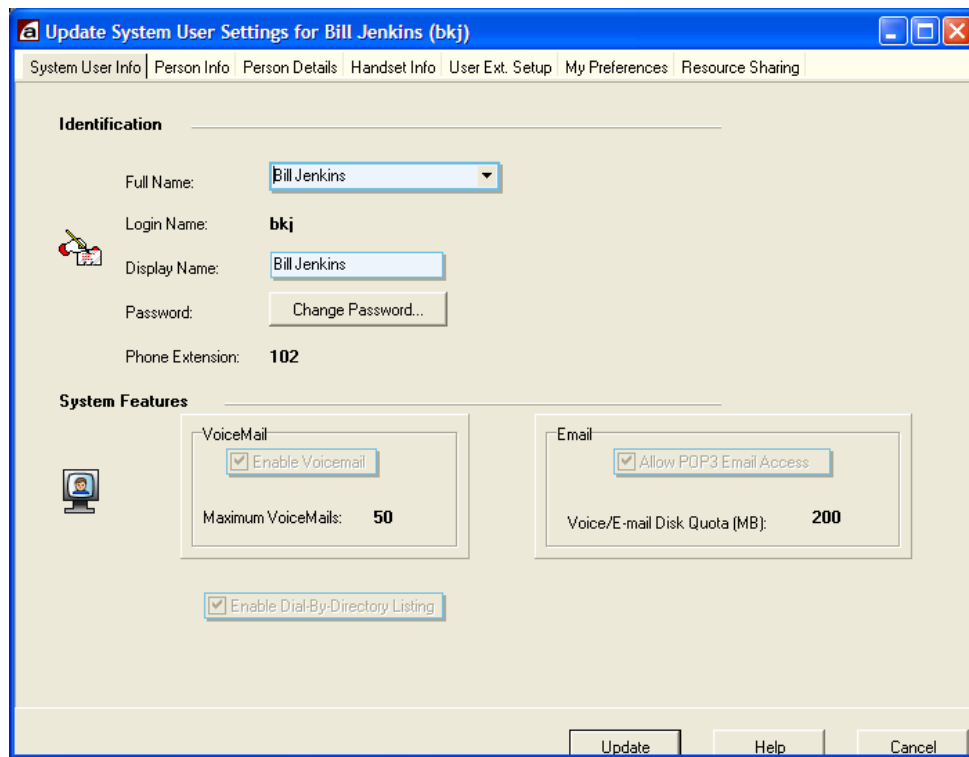 a Update System User Settings for Bill Jenkins (bkj)
System User Info Person Info Person Details Handset Info User Ext. Setup My Preferences Resource Sharing
Identification
Full Name: Bill Jenkins
Login Name: bkj
Display Name: Bill Jenkins
Password: Change Password...
Phone Extension: 102
System Features
VoiceMail Email
Enable Voicemail Allow POP3 Email Access
Maximum VoiceMails: 50 Voice/E-mail Disk Quota (MB): 200
Enable Dial-By-Directory Listing
Update Help Cancel